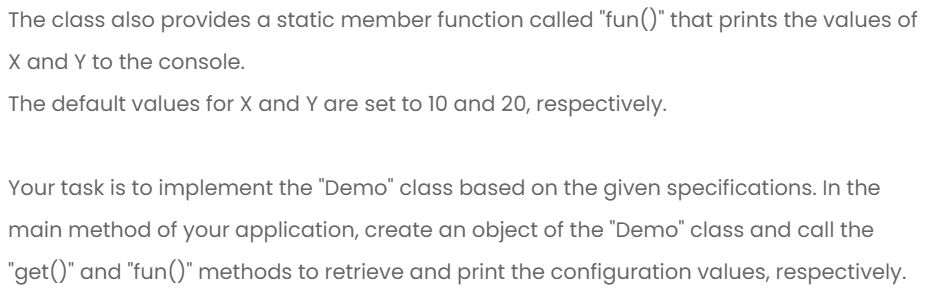 The class also provides a static member function called "fun()" that prints the values of
X and Y to the console.
The default values for X and Y are set to 10 and 20, respectively.
Your task is to implement the "Demo" class based on the given specifications. In the
main method of your application, create an object of the "Demo" class and call the
"get()" and "fun()" methods to retrieve and print the configuration values, respectively.